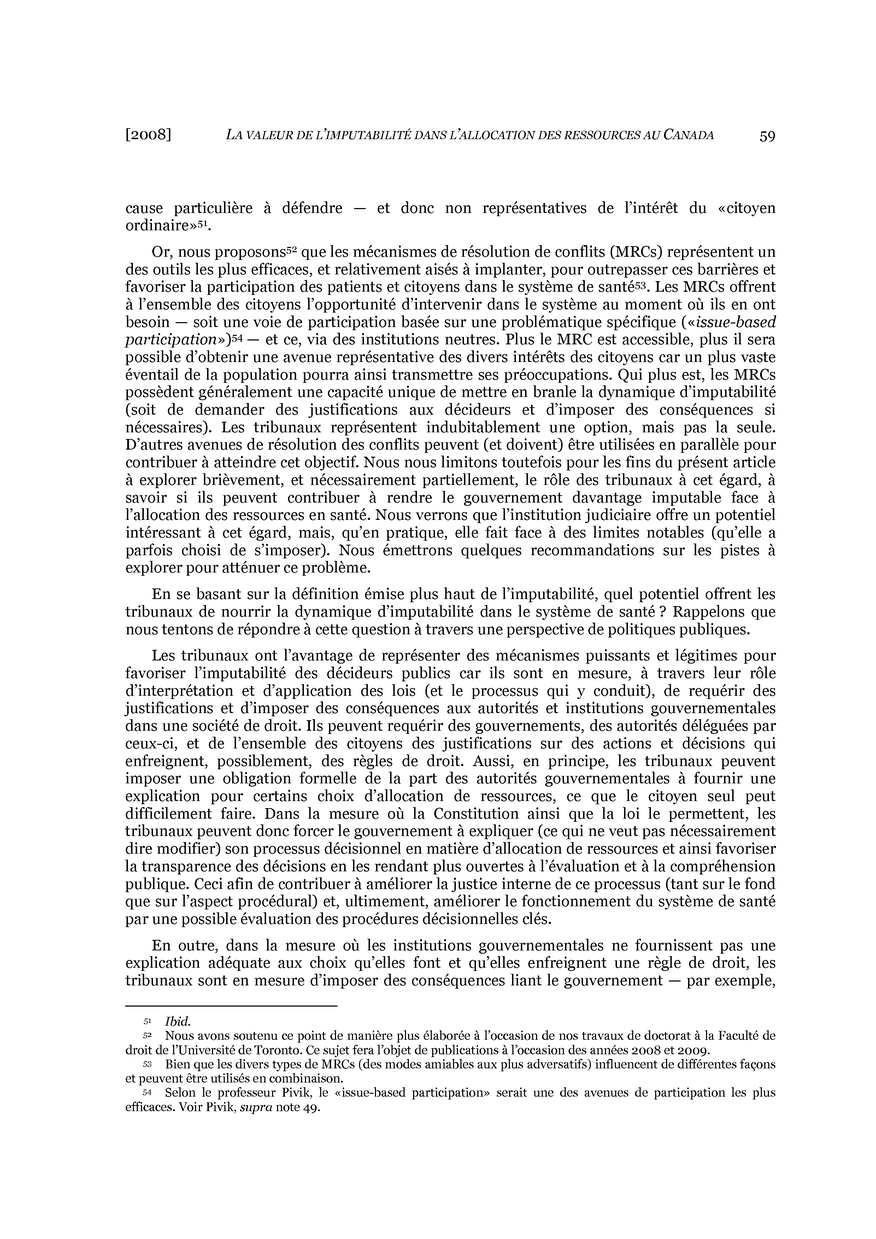 [2008] LA VALEUR DE L'IMPUTABILITÉ DANS L'ALLOCATION DES RESSOURCES AU CANADA 59
cause particulière à défendre — et donc non représentatives de l'intérêt du «citoyen
ordinaire»51.
Or, nous proposons52 que les mécanismes de résolution de conflits (MRCs) représentent un
des outils les plus efficaces, et relativement aisés à implanter, pour outrepasser ces barrières et
favoriser la participation des patients et citoyens dans le système de santé53. Les MRCs offrent
à l'ensemble des citoyens l'opportunité d'intervenir dans le système au moment où ils en ont
besoin — soit une voie de participation basée sur une problématique spécifique («issue-based
participation»)54 — et ce, via des institutions neutres. Plus le MRC est accessible, plus il sera
possible d'obtenir une avenue représentative des divers intérêts des citoyens car un plus vaste
éventail de la population pourra ainsi transmettre ses préoccupations. Qui plus est, les MRCs
possèdent généralement une capacité unique de mettre en branle la dynamique d'imputabilité
(soit de demander des justifications aux décideurs et d'imposer des conséquences si
nécessaires). Les tribunaux représentent indubitablement une option, mais pas la seule.
D'autres avenues de résolution des conflits peuvent (et doivent) être utilisées en parallèle pour
contribuer à atteindre cet objectif. Nous nous limitons toutefois pour les fins du présent article
à explorer brièvement, et nécessairement partiellement, le rôle des tribunaux à cet égard, à
savoir si ils peuvent contribuer à rendre le gouvernement davantage imputable face à
l'allocation des ressources en santé. Nous verrons que l'institution judiciaire offre un potentiel
intéressant à cet égard, mais, qu'en pratique, elle fait face à des limites notables (qu'elle a
parfois choisi de s'imposer). Nous émettrons quelques recommandations sur les pistes à
explorer pour atténuer ce problème.
En se basant sur la définition émise plus haut de l'imputabilité, quel potentiel offrent les
tribunaux de nourrir la dynamique d'imputabilité dans le système de santé ? Rappelons que
nous tentons de répondre à cette question à travers une perspective de politiques publiques.
Les tribunaux ont l'avantage de représenter des mécanismes puissants et légitimes pour
favoriser l'imputabilité des décideurs publics car ils sont en mesure, à travers leur rôle
d'interprétation et d'application des lois (et le processus qui y conduit), de requérir des
justifications et d'imposer des conséquences aux autorités et institutions gouvernementales
dans une société de droit. Ils peuvent requérir des gouvernements, des autorités déléguées par
ceux-ci, et de l'ensemble des citoyens des justifications sur des actions et décisions qui
enfreignent, possiblement, des règles de droit. Aussi, en principe, les tribunaux peuvent
imposer une obligation formelle de la part des autorités gouvernementales à fournir une
explication pour certains choix d'allocation de ressources, ce que le citoyen seul peut
difficilement faire. Dans la mesure où la Constitution ainsi que la loi le permettent, les
tribunaux peuvent donc forcer le gouvernement à expliquer (ce qui ne veut pas nécessairement
dire modifier) son processus décisionnel en matière d'allocation de ressources et ainsi favoriser
la transparence des décisions en les rendant plus ouvertes à l'évaluation et à la compréhension
publique. Ceci afin de contribuer à améliorer la justice interne de ce processus (tant sur le fond
que sur l'aspect procédural) et, ultimement, améliorer le fonctionnement du système de santé
par une possible évaluation des procédures décisionnelles clés.
En outre, dans la mesure où les institutions gouvernementales ne fournissent pas une
explication adéquate aux choix qu'elles font et qu'elles enfreignent une règle de droit, les
tribunaux sont en mesure d'imposer des conséquences liant le gouvernement — par exemple,
51 Ibid.
52 Nous avons soutenu ce point de manière plus élaborée à l'occasion de nos travaux de doctorat à la Faculté de
droit de l'Université de Toronto. Ce sujet fera l'objet de publications à l'occasion des années 2008 et 2009.
53 Bien que les divers types de MRCs (des modes amiables aux plus adversatifs) influencent de différentes façons
et peuvent être utilisés en combinaison.
54 Selon le professeur Pivik, le «issue-based participation» serait une des avenues de participation les plus
efficaces. Voir Pivik, supra note 49.